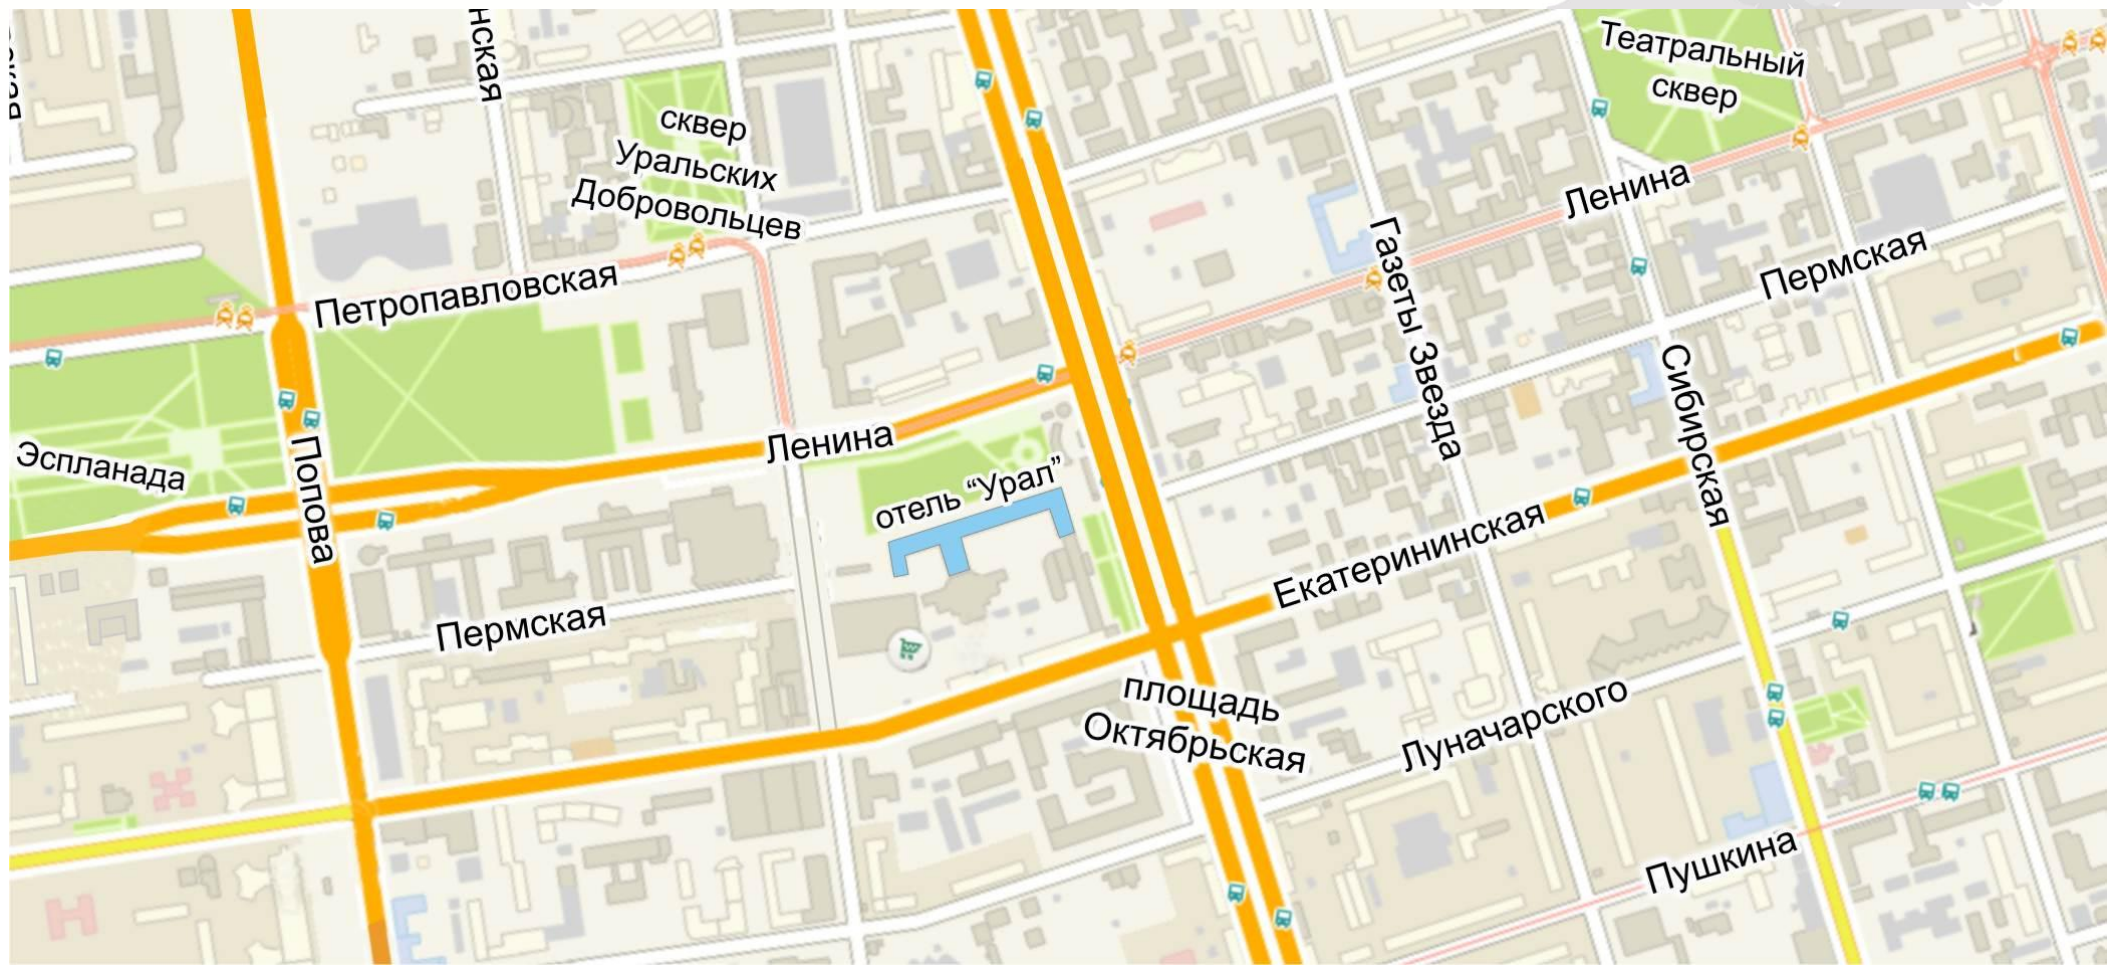 нская
Театральный
сквер
сквер
Уральских
Добровольцев
Ленина
Петропавловская
Газеты Звезда
Пермская
Эспланада
Попова
Ленина
отель “Урал”
Сибирская
Пермская
Екатерининская
площадь
Октябрьская
Луначарского
Пушкина